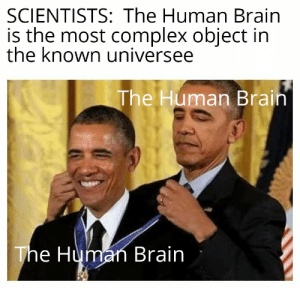 SCIENTISTS: The Human Brain
is the most complex object in
the known universee
The Human Brain
The Human Brain